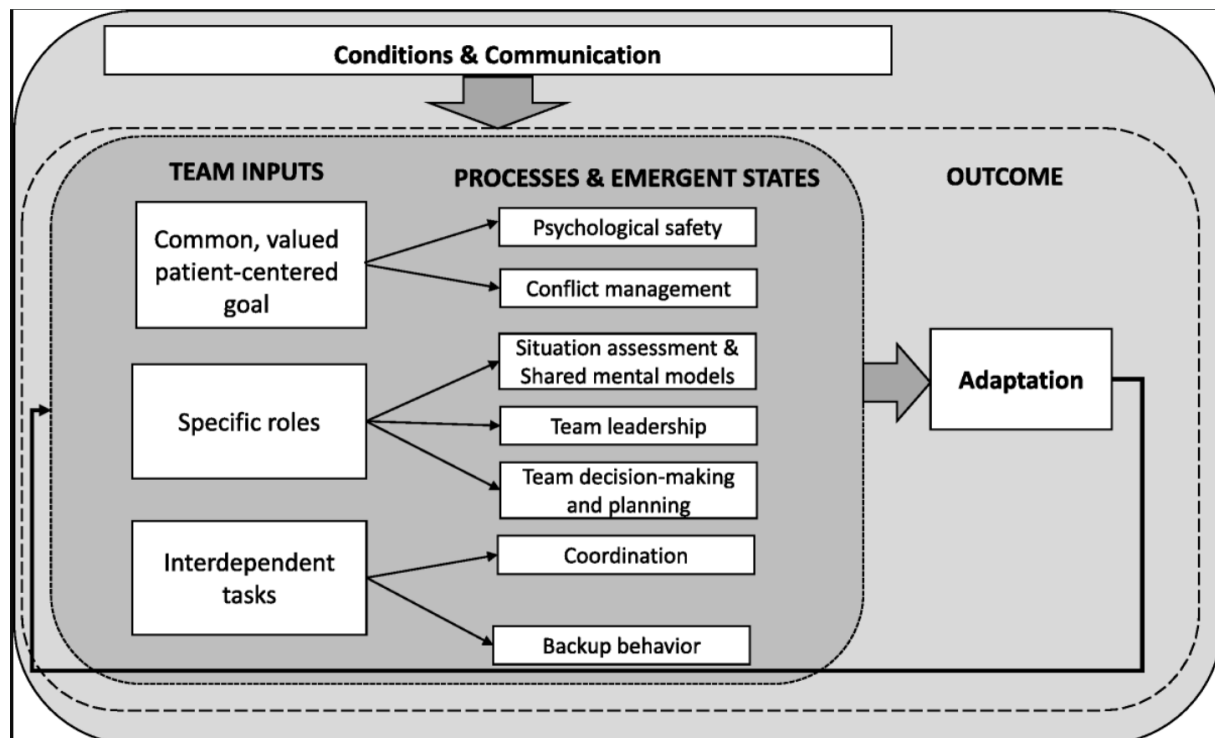 Conditions & Communication
TEAM INPUTS
PROCESSES & EMERGENT STATES
OUTCOME
Common, valued
patient-centered
goal
Psychological safety
Conflict management
Specific roles
Situation assessment &
Shared mental models
Team leadership
Team decision-making
and planning
Interdependent
tasks
Coordination
Backup behavior
Adaptation